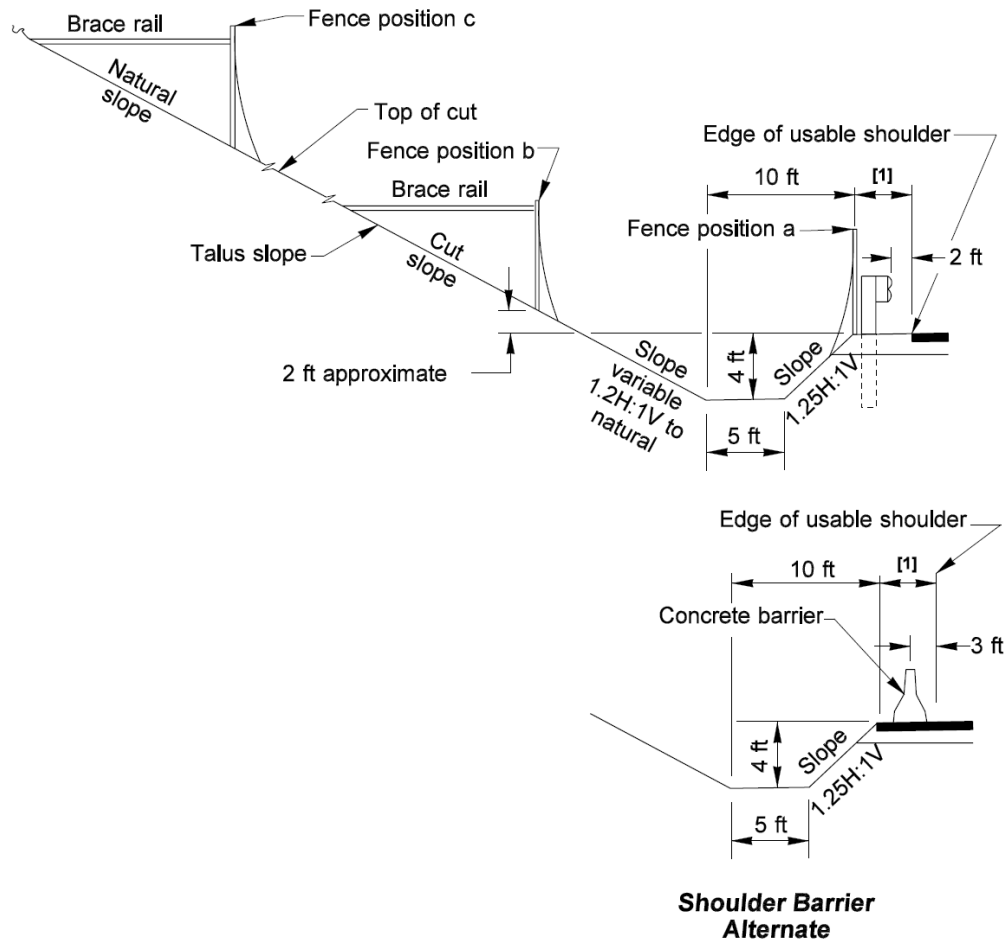 Brace rail
Fence position c
Natural
slope
Top of cut
Edge of usable shoulder
Fence position b
10 ft
[1]
Brace rail
Fence position a
Talus slope
Cut
slope
2 ft
2 ft approximate
Slope
variable
1.2H:1V to
natural
4 ft
Slope
1.25H:1V
5 ft
Edge of usable shoulder
10 ft
[1]
Concrete barrier
3 ft
4 ft
Slope
1.25H:1V
5 ft
Shoulder Barrier
Alternate